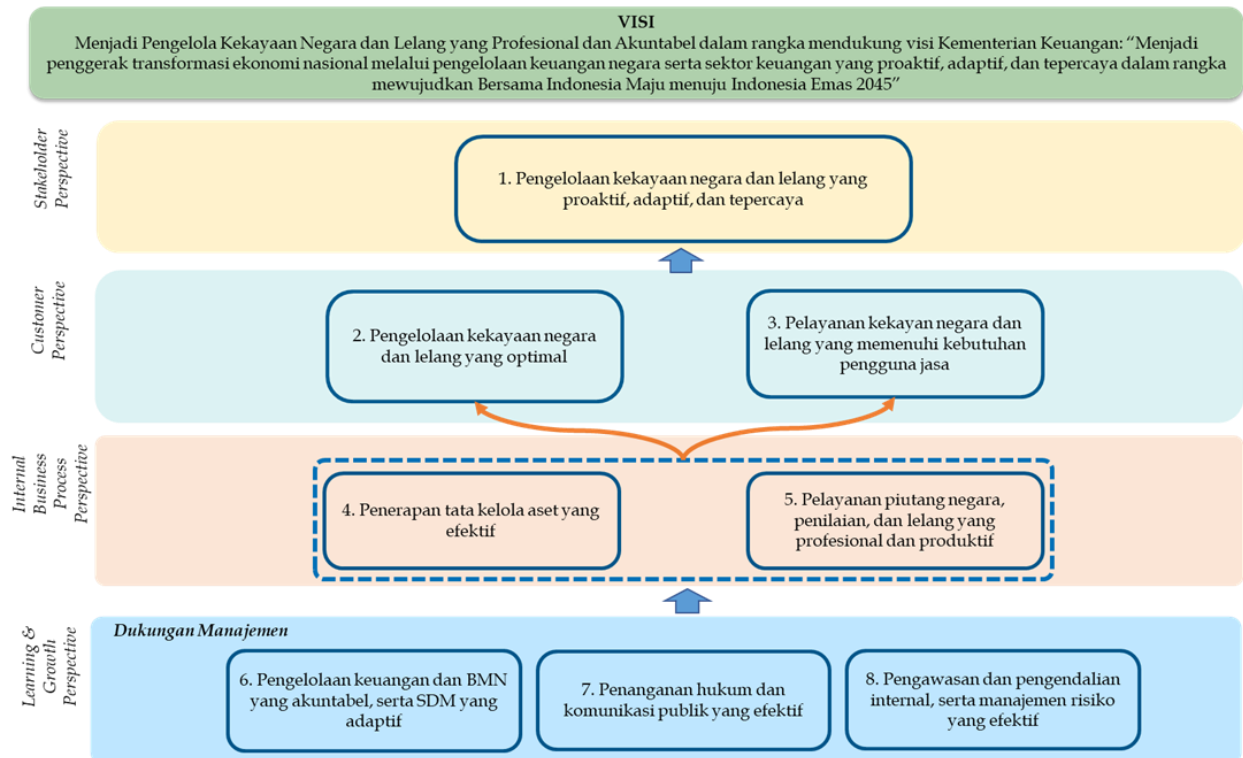 VISI
Menjadi Pengelola Kekayaan Negara dan Lelang yang Profesional dan Akuntabel dalam rangka mendukung visi Kementerian Keuangan: “Menjadi
penggerak transformasi ekonomi nasional melalui pengelolaan keuangan negara serta sektor keuangan yang proaktif, adaptif, dan tepercaya dalam rangka
mewujudkan Bersama Indonesia Maju menuju Indonesia Emas 2045”
Stakeholder
Perspective
1. Pengelolaan kekayaan negara dan lelang yang
proaktif, adaptif, dan tepercaya
Customer
Perspective
2. Pengelolaan kekayaan negara
dan lelang yang optimal
3. Pelayanan kekayan negara dan
lelang yang memenuhi kebutuhan
pengguna jasa
Internal
Business
Process
Perspective
4. Penerapan tata kelola aset yang
efektif
5. Pelayanan piutang negara,
penilaian, dan lelang yang
profesional dan produktif
Learning &
Growth
Perspective
Dukungan Manajemen
6. Pengelolaan keuangan dan BMN
yang akuntabel, serta SDM yang
adaptif
7. Penanganan hukum dan
komunikasi publik yang efektif
8. Pengawasan dan pengendalian
internal, serta manajemen risiko
yang efektif